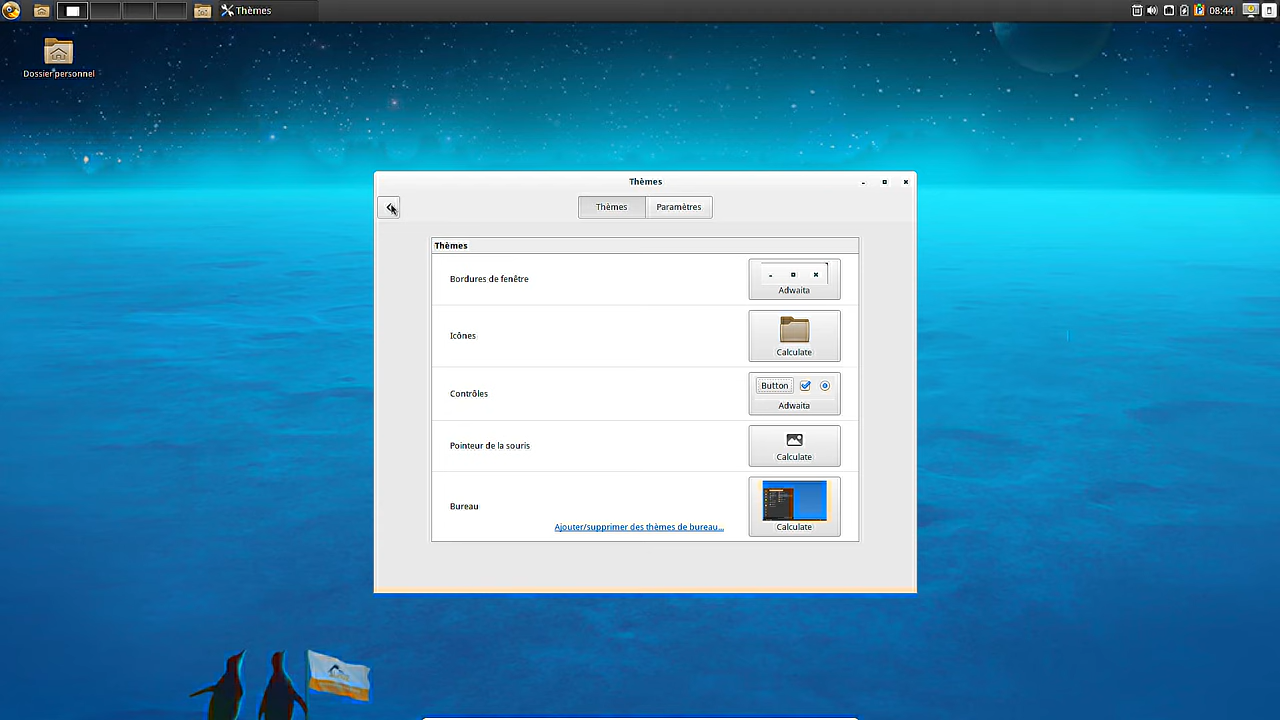 Thèmes
08:44
Dossier personnel
Thèmes
Thèmes
Paramètres
Thèmes
Bordures de fenêtre
Adwaita
Icônes
Calculate
Contrôles
Button
Adwaita
Pointeur de la souris
Calculate
Bureau
Ajouter/supprimer des thèmes de bureau...
Calculate